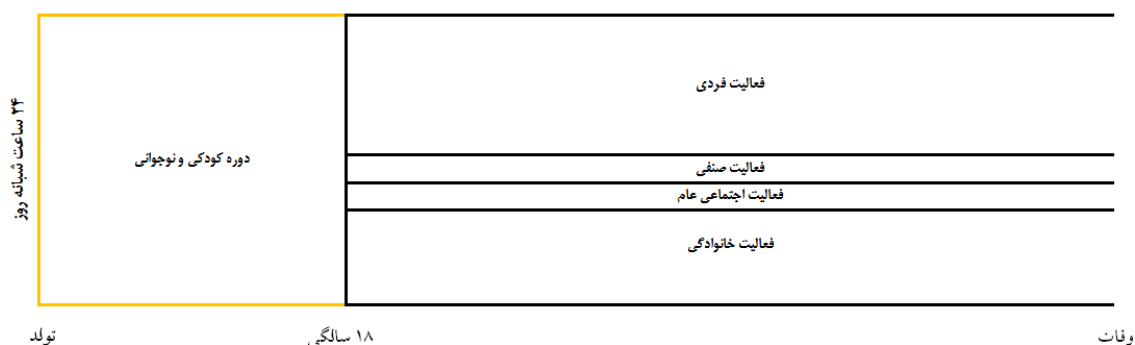 فعالیت فردی
۲۴ ساعت شبانه روز
دوره کودکی و نوجوانی
فعالیت صنفی
فعالیت اجتماعی عام
فعالیت خانوادگی
تولد
۱۸ سالگی
وفات